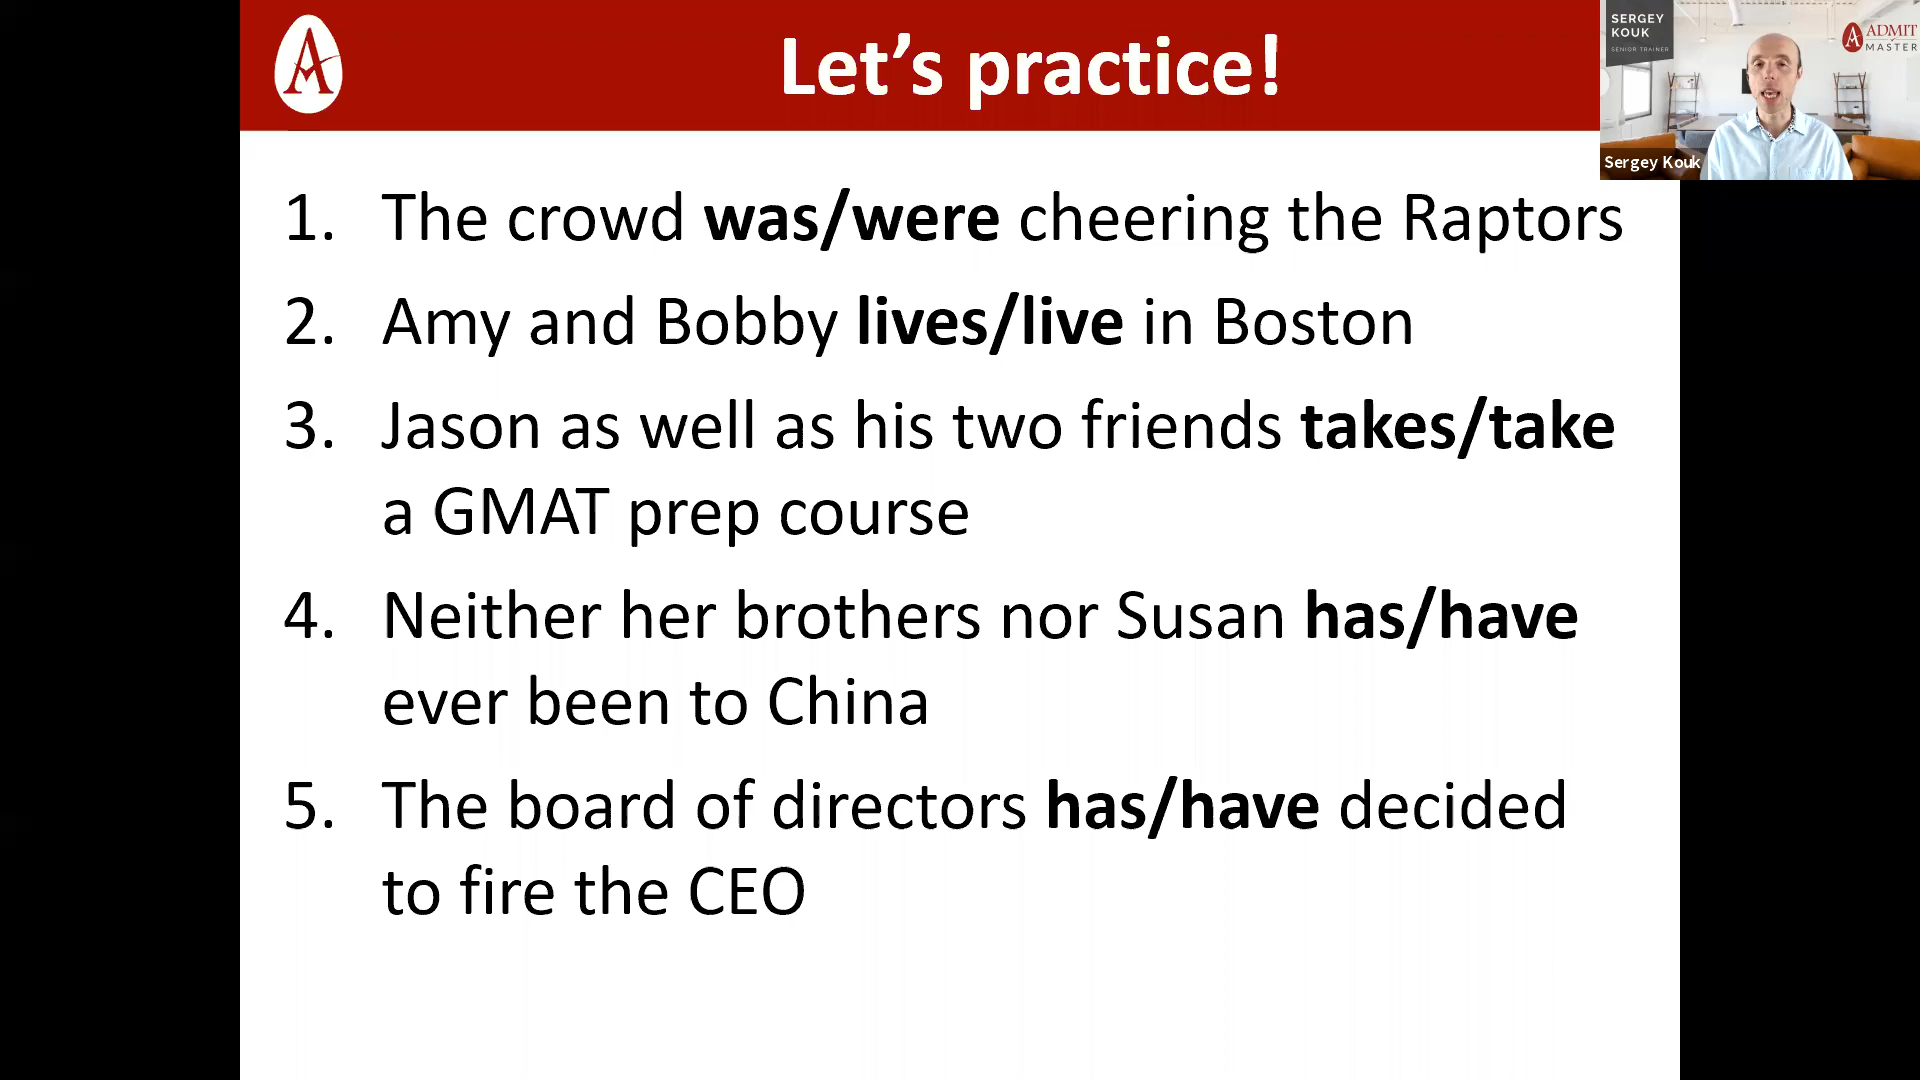 Let’s practice!
SERGEY
KOUK
SENIOR TRAINER
ADMIT
MASTER
Sergey Kouk
1. The crowd was/were cheering the Raptors
2. Amy and Bobby lives/live in Boston
3. Jason as well as his two friends takes/take
a GMAT prep course
4. Neither her brothers nor Susan has/have
ever been to China
5. The board of directors has/have decided
to fire the CEO